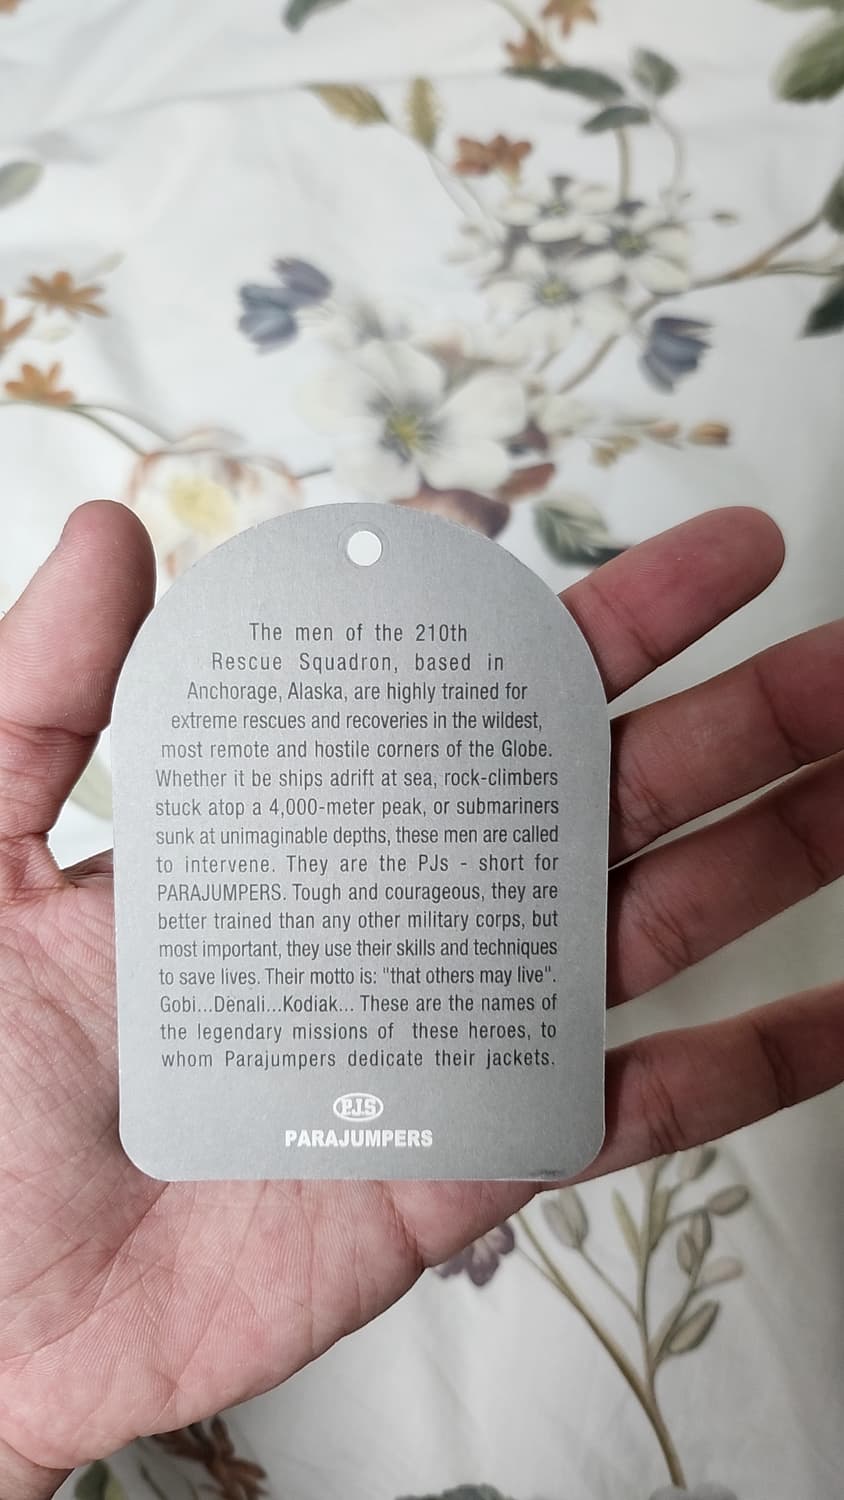 The men of the 210th
Rescue Squadron, based in
Anchorage, Alaska, are highly trained for
extreme rescues and recoveries in the wildest,
most remote and hostile corners of the Globe.
Whether it be ships adrift at sea, rock-climbers
stuck atop a 4,000-meter peak, or submariners
sunk at unimaginable depths, these men are called
to intervene. They are the PJs - short for
PARAJUMPERS. Tough and courageous, they are
better trained than any other military corps, but
most important, they use their skills and techniques
to save lives. Their motto is: "that others may live".
Gobi...Denali...Kodiak... These are the names of
the legendary missions of these heroes, to
whom Parajumpers dedicate their jackets.
P.J.S
PARAJUMPERS